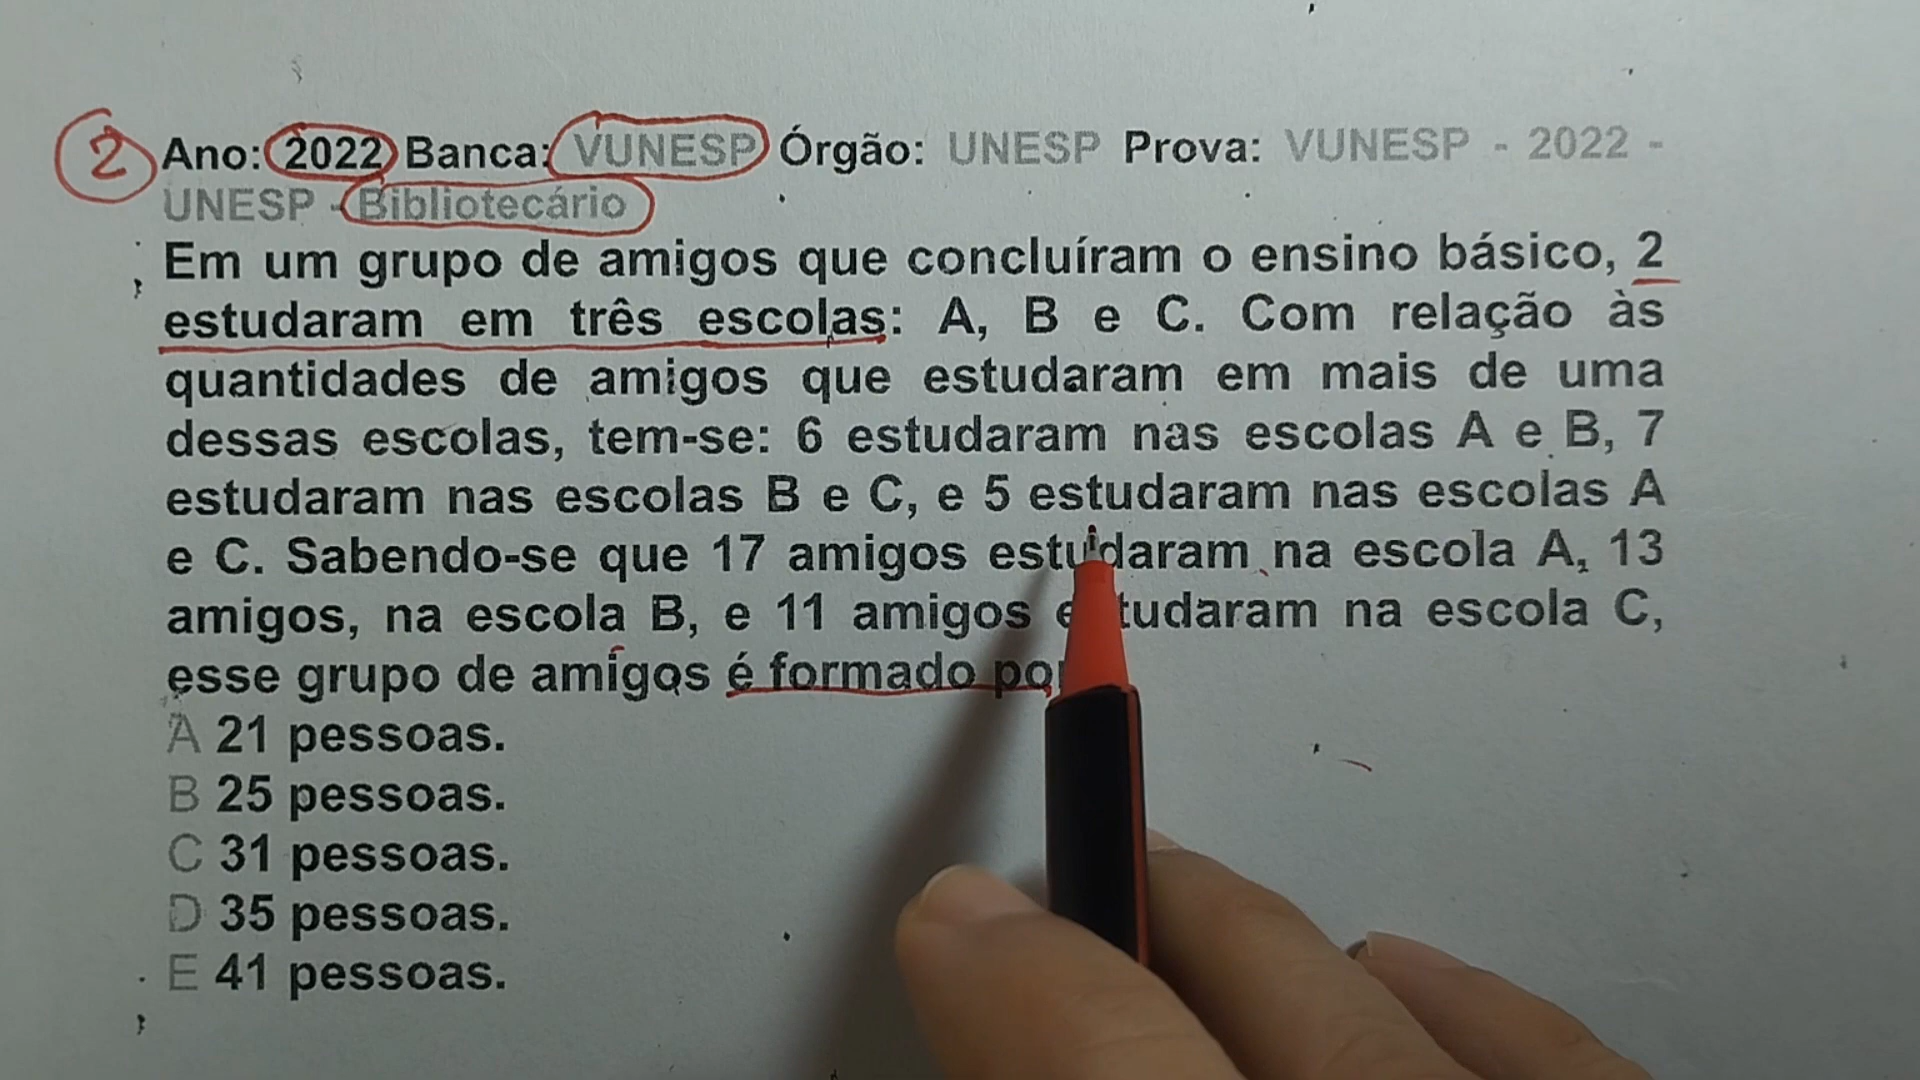 2 Ano: 2022 Banca: VUNESP Órgão: UNESP Prova: VUNESP - 2022 -
UNESP - Bibliotecário
Em um grupo de amigos que concluíram o ensino básico, 2
estudaram em três escolas: A, B e C. Com relação às
quantidades de amigos que estudaram em mais de uma
dessas escolas, tem-se: 6 estudaram nas escolas A e B, 7
estudaram nas escolas B e C, e 5 estudaram nas escolas A
e C. Sabendo-se que 17 amigos estudaram na escola A, 13
amigos, na escola B, e 11 amigos estudaram na escola C,
esse grupo de amigos é formado por
A 21 pessoas.
B 25 pessoas.
C 31 pessoas.
D 35 pessoas.
E 41 pessoas.